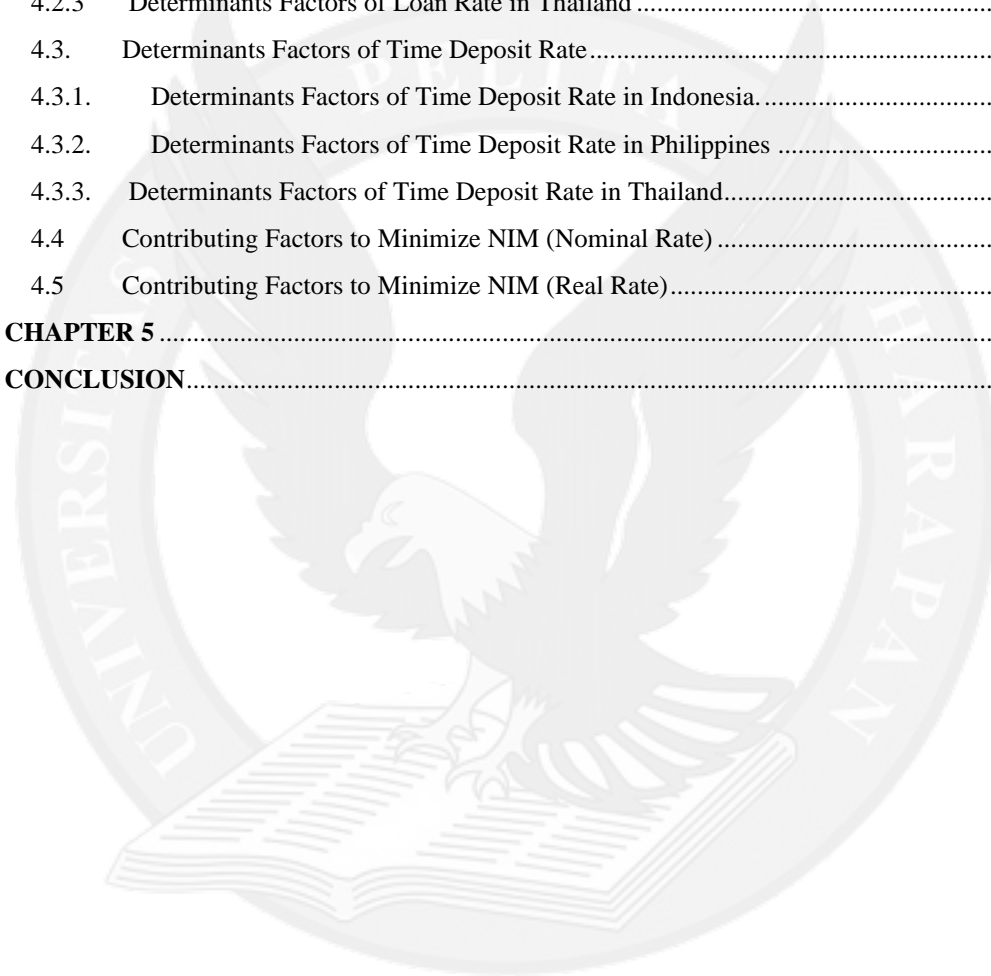 4.2.3 Determinants Factors of Loan Rate in Thailand ........................................................
4.3. Determinants Factors of Time Deposit Rate................................................................
4.3.1. Determinants Factors of Time Deposit Rate in Indonesia. .....................................
4.3.2. Determinants Factors of Time Deposit Rate in Philippines ...................................
4.3.3. Determinants Factors of Time Deposit Rate in Thailand...........................................
4.4 Contributing Factors to Minimize NIM (Nominal Rate) ............................................
4.5 Contributing Factors to Minimize NIM (Real Rate)...................................................
CHAPTER 5 ...................................................................................................................
CONCLUSION................................................................................................................
UNIVERSITAS PELITA HARAPAN